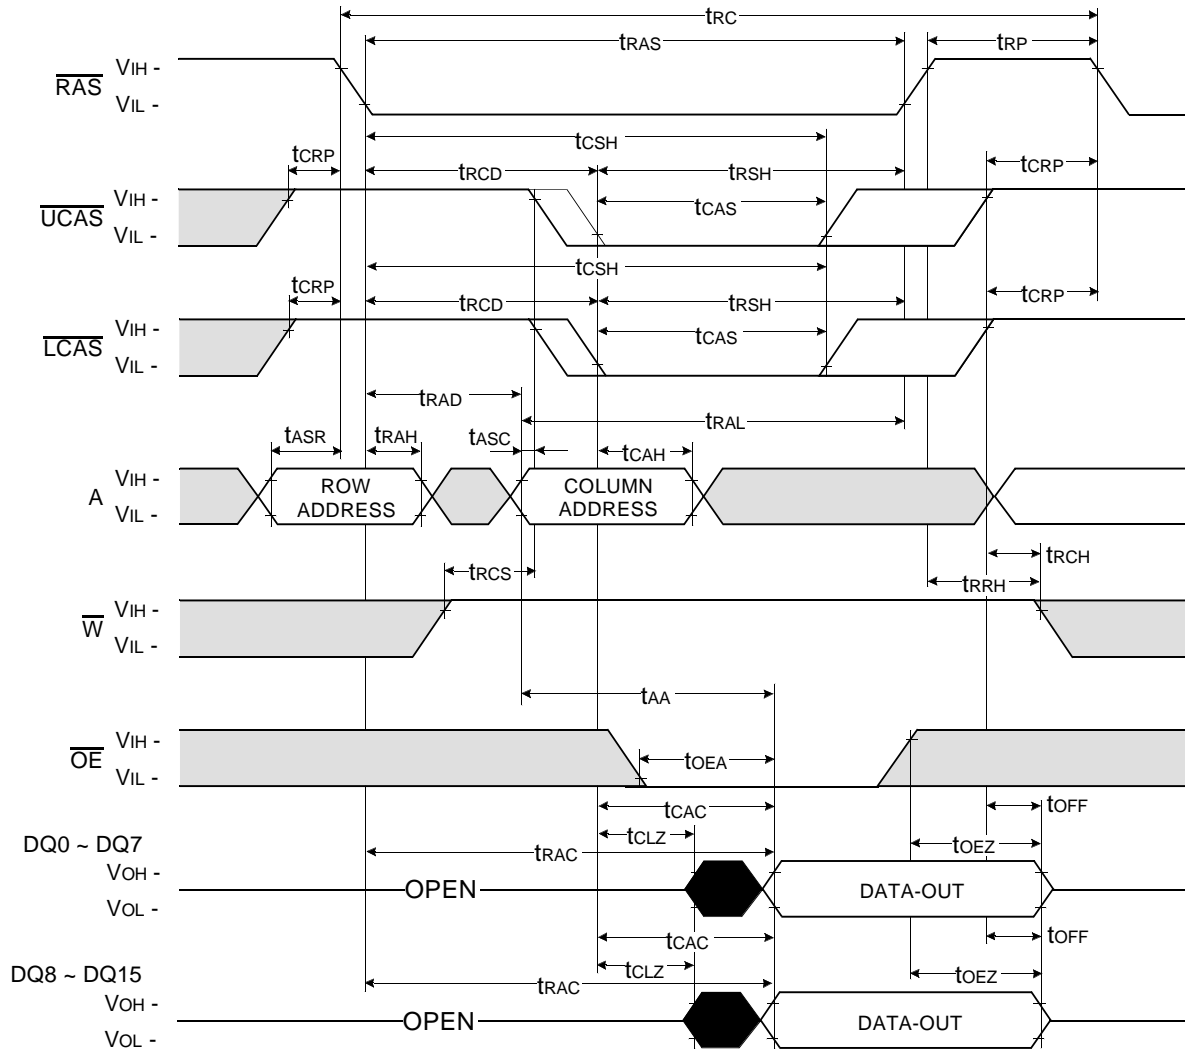 tRC
tRAS
tRP
RAS
VIH -
VIL -
tCSH
tCRP
tRCD
tRSH
tCRP
UCAS
VIH -
VIL -
tCAS
tCSH
tCRP
tRCD
tRSH
tCRP
LCAS
VIH -
VIL -
tCAS
tRAD
tRAL
tASR
tRAH
tASC
tCAH
A
VIH -
VIL -
ROW
ADDRESS
COLUMN
ADDRESS
tRCS
tRCH
tRRH
W
VIH -
VIL -
tAA
OE
VIH -
VIL -
tOEA
tCAC
tOFF
tCLZ
tOEZ
DQ0 ~ DQ7
tRAC
VOH -
VOL -
OPEN
DATA-OUT
tCAC
tOFF
tCLZ
tOEZ
DQ8 ~ DQ15
tRAC
VOH -
VOL -
OPEN
DATA-OUT